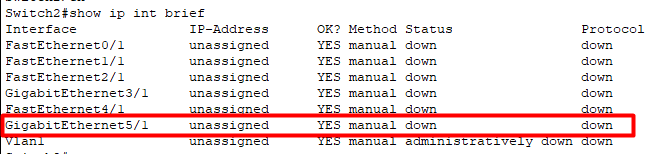 Switch2#show ip int brief
Interface IP-Address OK? Method Status Protocol
FastEthernet0/1 unassigned YES manual down down
FastEthernet1/1 unassigned YES manual down down
FastEthernet2/1 unassigned YES manual down down
GigabitEthernet3/1 unassigned YES manual down down
FastEthernet4/1 unassigned YES manual down down
GigabitEthernet5/1 unassigned YES manual down down
Vlan1 unassigned YES manual administratively down down